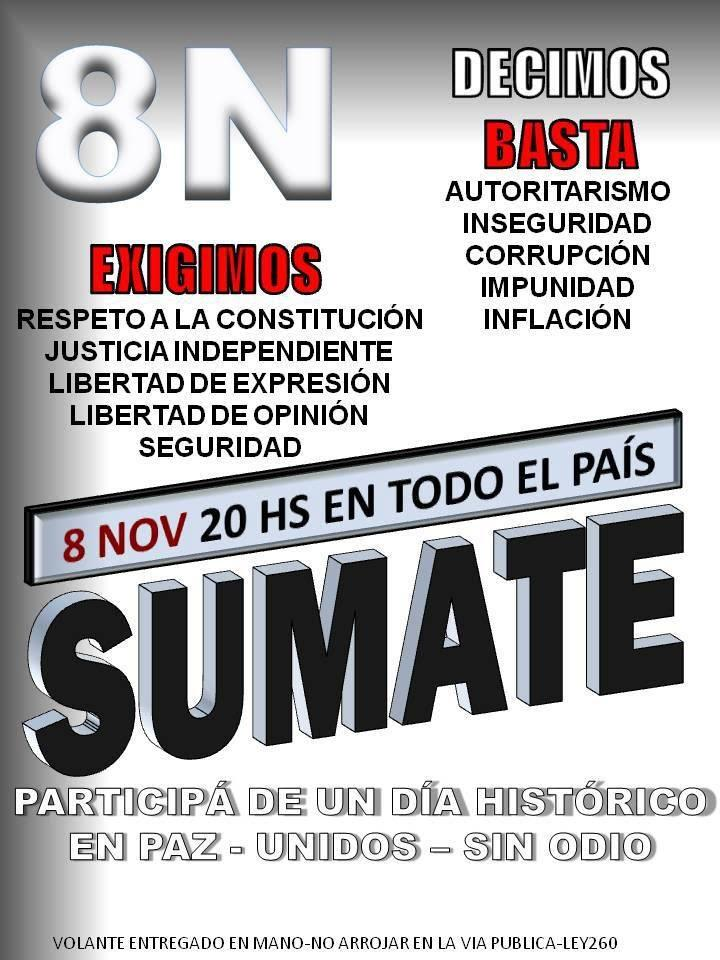 8N
DECIMOS
BASTA
AUTORITARISMO
INSEGURIDAD
CORRUPCIÓN
IMPUNIDAD
INFLACIÓN
EXIGIMOS
RESPETO A LA CONSTITUCIÓN
JUSTICIA INDEPENDIENTE
LIBERTAD DE EXPRESIÓN
LIBERTAD DE OPINIÓN
SEGURIDAD
8 NOV 20 HS EN TODO EL PAÍS
SUMATE
PARTICIPÁ DE UN DÍA HISTÓRICO
EN PAZ - UNIDOS – SIN ODIO
VOLANTE ENTREGADO EN MANO-NO ARROJAR EN LA VIA PUBLICA-LEY260